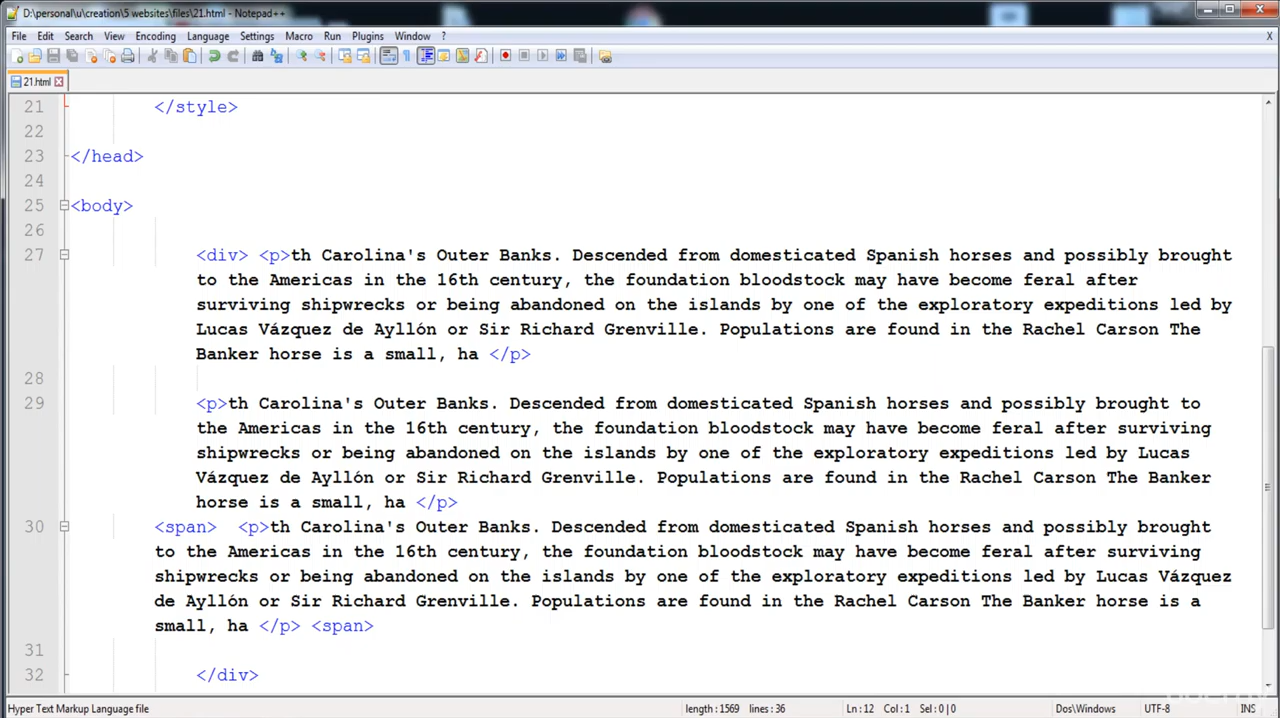 D:\personal\u\creation\5 websites\files\21.html - Notepad++
File Edit Search View Encoding Language Settings Macro Run Plugins Window ? X
21.html
21 </style>
22
23 </head>
24
25 <body>
26
27 <div> <p>th Carolina's Outer Banks. Descended from domesticated Spanish horses and possibly brought
to the Americas in the 16th century, the foundation bloodstock may have become feral after
surviving shipwrecks or being abandoned on the islands by one of the exploratory expeditions led by
Lucas Vázquez de Ayllón or Sir Richard Grenville. Populations are found in the Rachel Carson The
Banker horse is a small, ha </p>
28
29 <p>th Carolina's Outer Banks. Descended from domesticated Spanish horses and possibly brought to
the Americas in the 16th century, the foundation bloodstock may have become feral after surviving
shipwrecks or being abandoned on the islands by one of the exploratory expeditions led by Lucas
Vázquez de Ayllón or Sir Richard Grenville. Populations are found in the Rachel Carson The Banker
horse is a small, ha </p>
30 <span> <p>th Carolina's Outer Banks. Descended from domesticated Spanish horses and possibly brought
to the Americas in the 16th century, the foundation bloodstock may have become feral after surviving
shipwrecks or being abandoned on the islands by one of the exploratory expeditions led by Lucas Vázquez
de Ayllón or Sir Richard Grenville. Populations are found in the Rachel Carson The Banker horse is a
small, ha </p> <span>
31
32 </div>
Hyper Text Markup Language file length : 1569 lines : 36 Ln : 12 Col : 1 Sel : 0 | 0 Dos\Windows UTF-8 INS